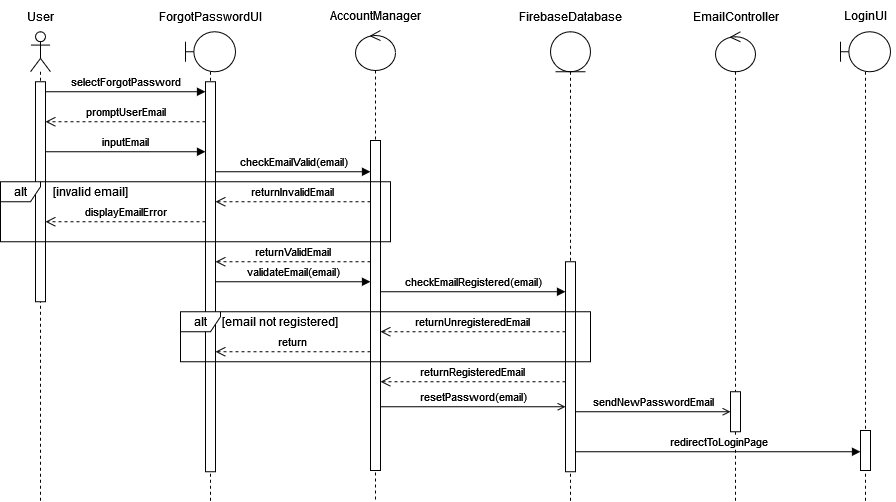 User
ForgotPasswordUI
AccountManager
FirebaseDatabase
EmailController
LoginUI
selectForgotPassword
promptUserEmail
inputEmail
checkEmailValid(email)
alt
[invalid email]
returnInvalidEmail
displayEmailError
returnValidEmail
validateEmail(email)
checkEmailRegistered(email)
alt
[email not registered]
returnUnregisteredEmail
return
returnRegisteredEmail
resetPassword(email)
sendNewPasswordEmail
redirectToLoginPage